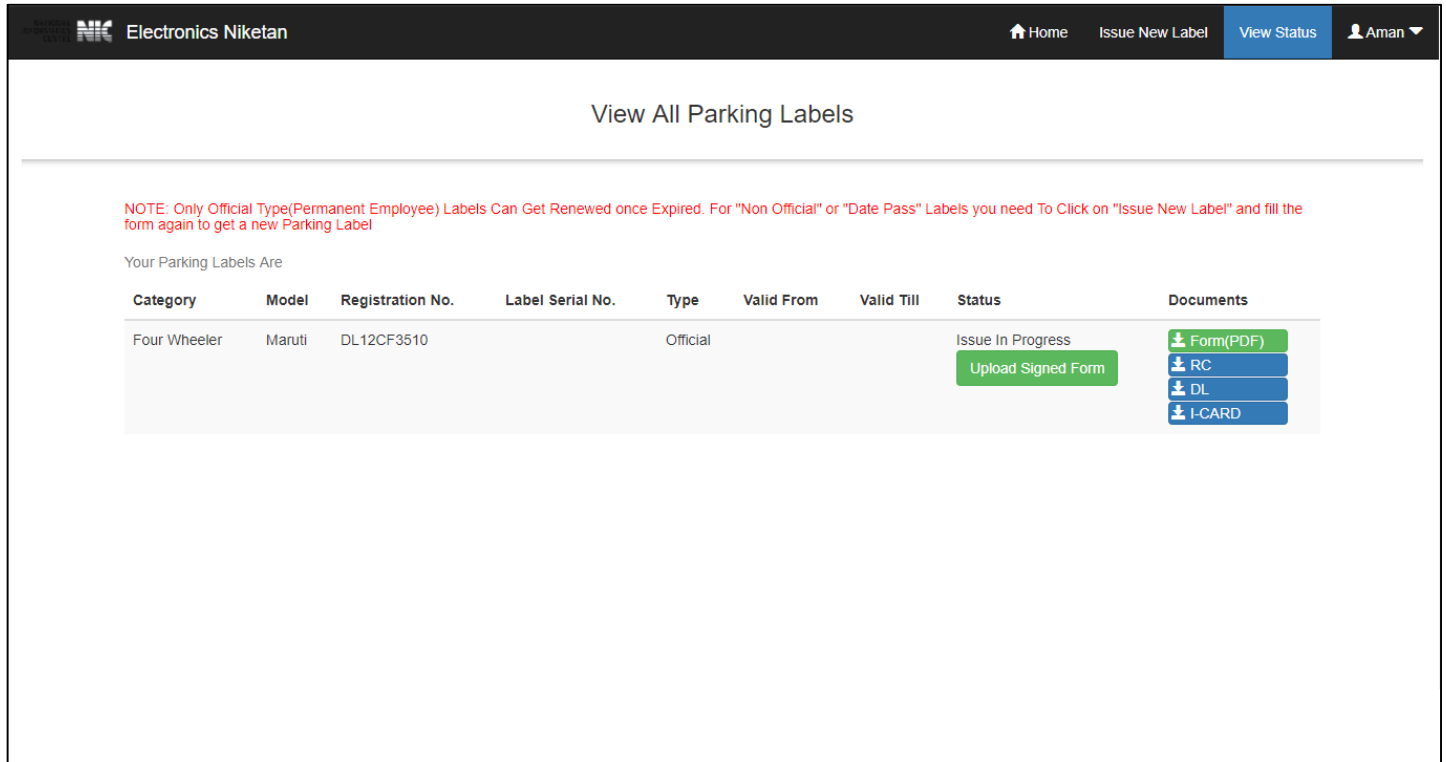 NATIONAL
INFORMATICS
CENTRE
NIC Electronics Niketan Home Issue New Label View Status Aman
View All Parking Labels
NOTE: Only Official Type(Permanent Employee) Labels Can Get Renewed once Expired. For "Non Official" or "Date Pass" Labels you need To Click on "Issue New Label" and fill the
form again to get a new Parking Label
Your Parking Labels Are
Category Model Registration No. Label Serial No. Type Valid From Valid Till Status Documents
Four Wheeler Maruti DL12CF3510 Official Issue In Progress Form(PDF)
Upload Signed Form RC
DL
I-CARD